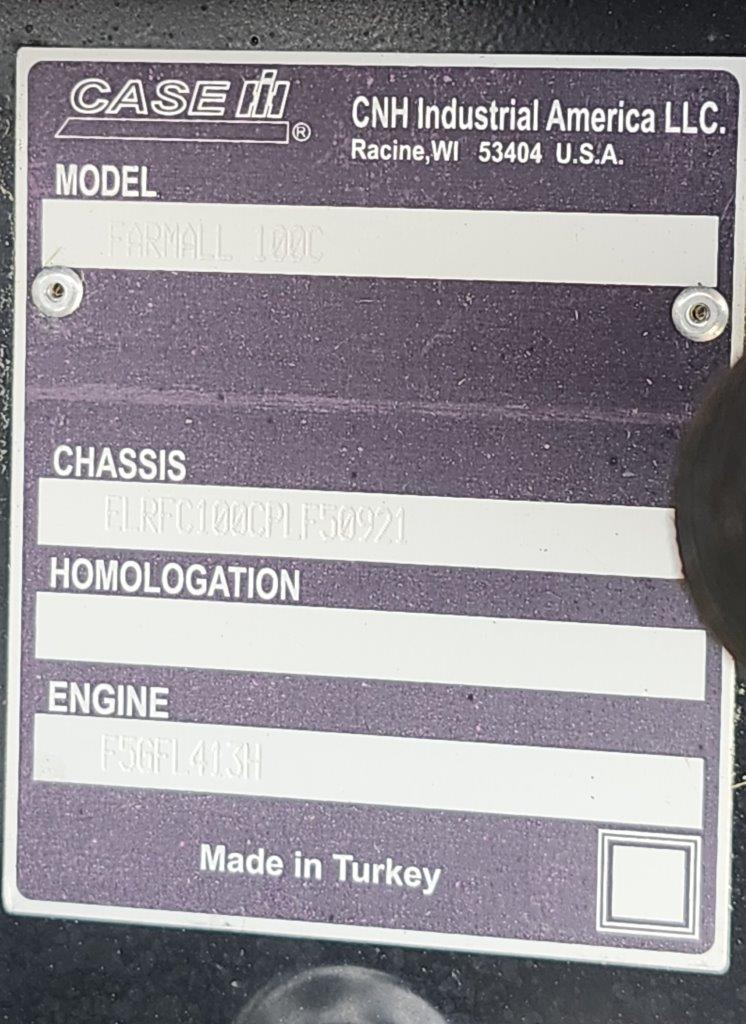 CASE IH ®
CNH Industrial America LLC.
Racine,WI 53404 U.S.A.
MODEL
FARMALL 100C
CHASSIS
ELRFC100CPLF50921
HOMOLOGATION
ENGINE
F5GFL413H
Made in Turkey